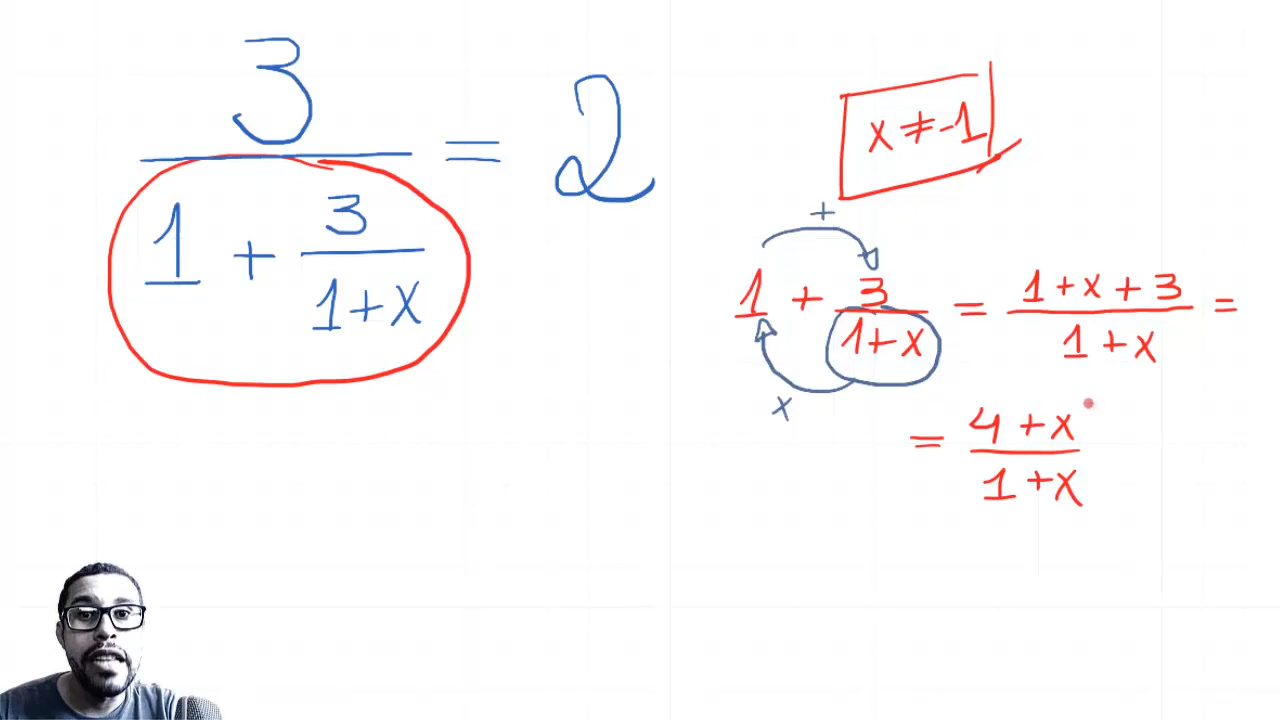 3 / (1 + 3 / (1+x)) = 2
x ≠ -1
+
1 + 3 / (1+x) = (1+x+3) / (1+x) =
x
= (4+x) / (1+x)